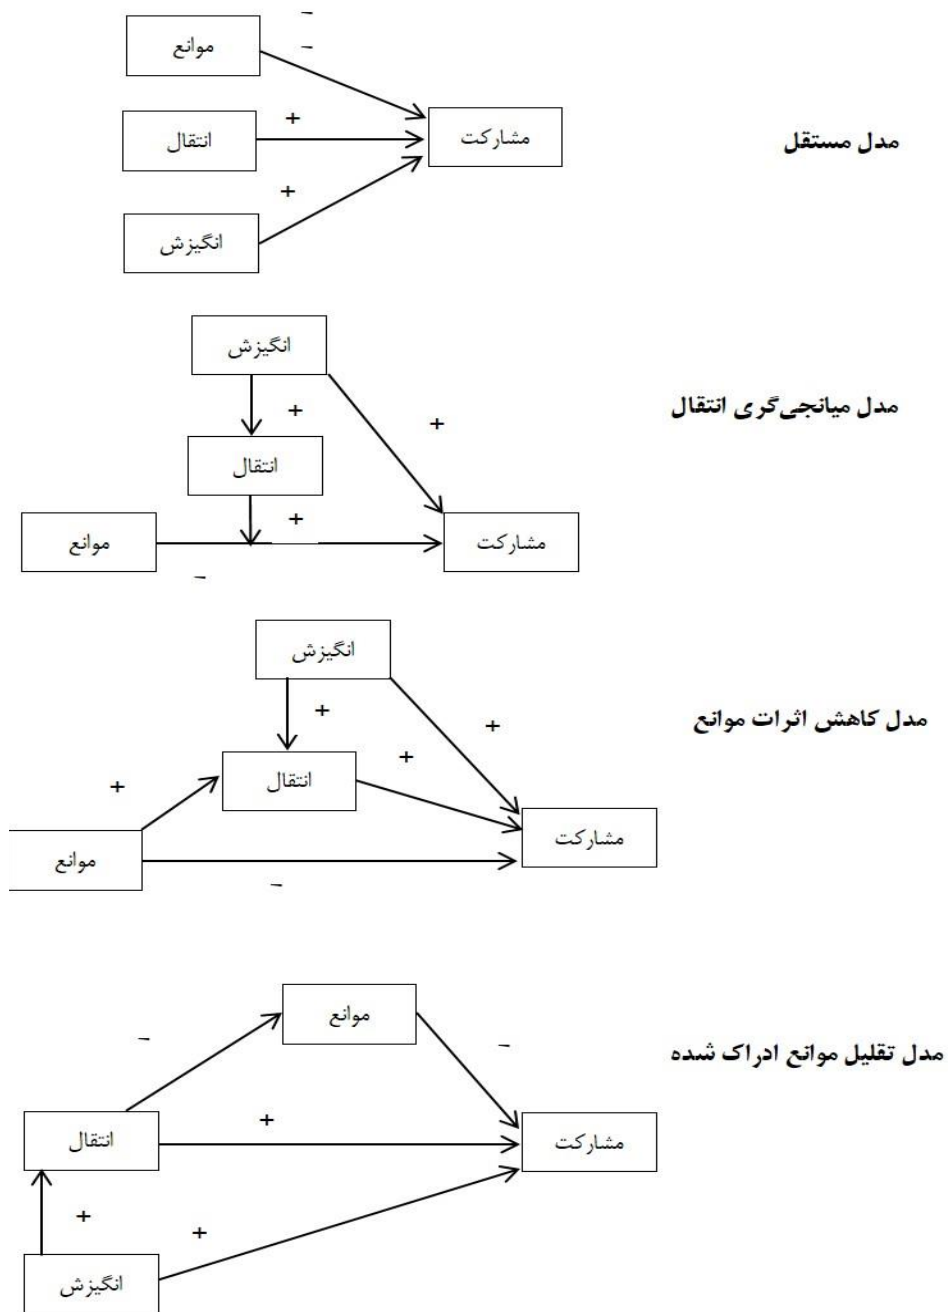 موانع
–
–
انتقال
+
مشارکت
مدل مستقل
انگیزش
+
انگیزش
+
+
مدل میانجی‌گری انتقال
انتقال
+
موانع
مشارکت
–
انگیزش
+
+
مدل کاهش اثرات موانع
انتقال
+
+
مشارکت
موانع
–
موانع
–
–
مدل تقلیل موانع ادراک شده
انتقال
+
مشارکت
+
+
انگیزش